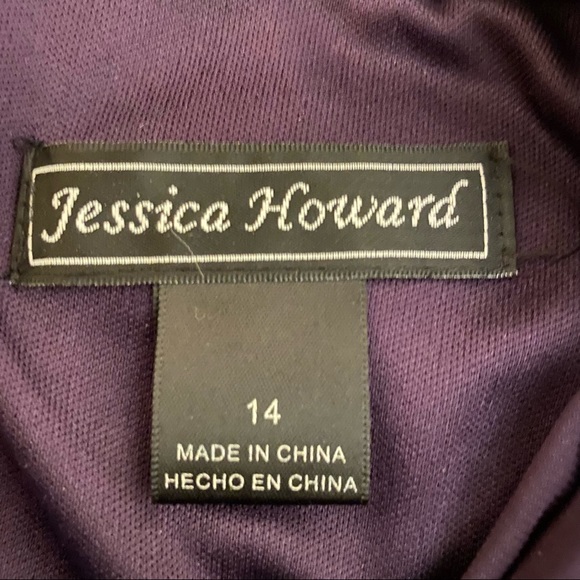 Jessica Howard
14
MADE IN CHINA
HECHO EN CHINA